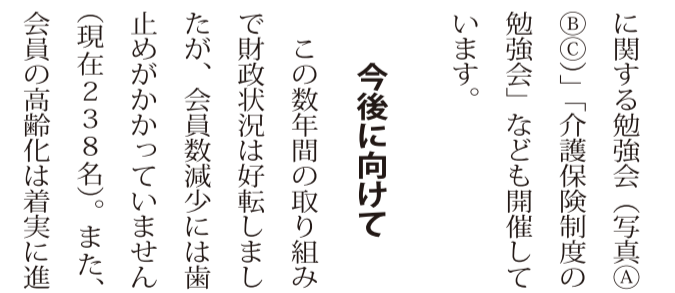 に関する勉強会（写真Ⓐ
ⒷⒸ）」「介護保険制度の
勉強会」なども開催して
います。
今後に向けて
この数年間の取り組み
で財政状況は好転しまし
たが、会員数減少には歯
止めがかかっていません
（現在２３８名）。また、
会員の高齢化は着実に進